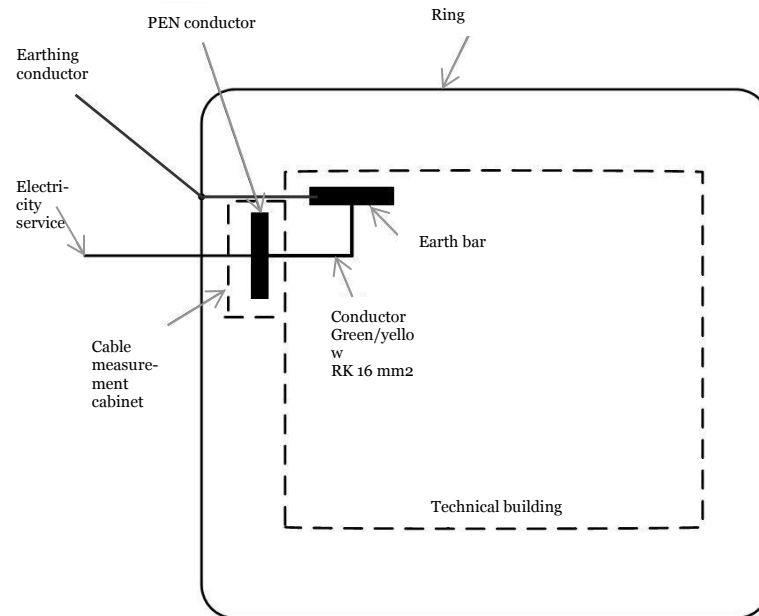 PEN conductor
Ring
Earthing
conductor
Electri-
city
service
Earth bar
Conductor
Green/yello
w
RK 16 mm2
Cable
measure-
ment
cabinet
Technical building